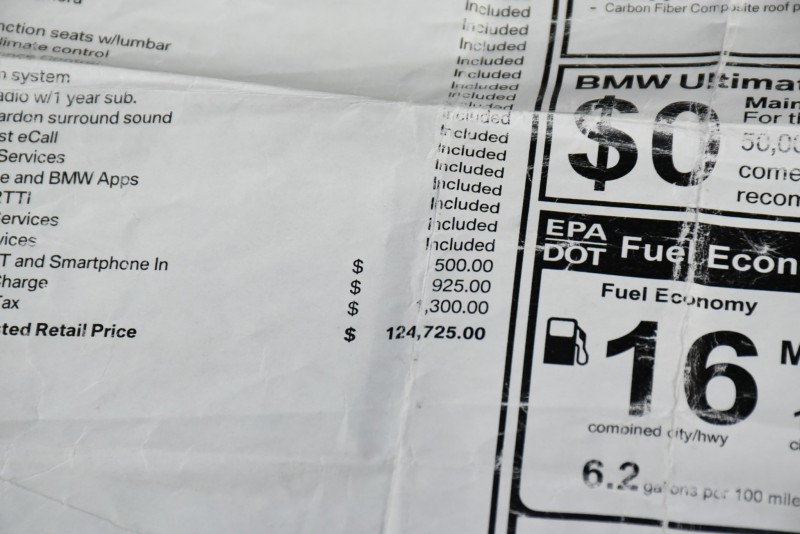 Included
Included
nction seats w/lumbar Included
limate control Included
Included
n system Included
adio w/1 year sub. Included
ardon surround sound Included
st eCall Included
Services Included
e and BMW Apps Included
RTTI Included
ervices Included
vices Included
T and Smartphone In $ 500.00
Charge $ 925.00
Tax $ 1,300.00
sted Retail Price $ 124,725.00
- Carbon Fiber Composite roof p
BMW Ultimat
$0
Main
For th
50,00
come
recom
EPA
DOT
Fuel Econ
Fuel Economy
16
M
combined city/hwy
6.2 gallons per 100 mile